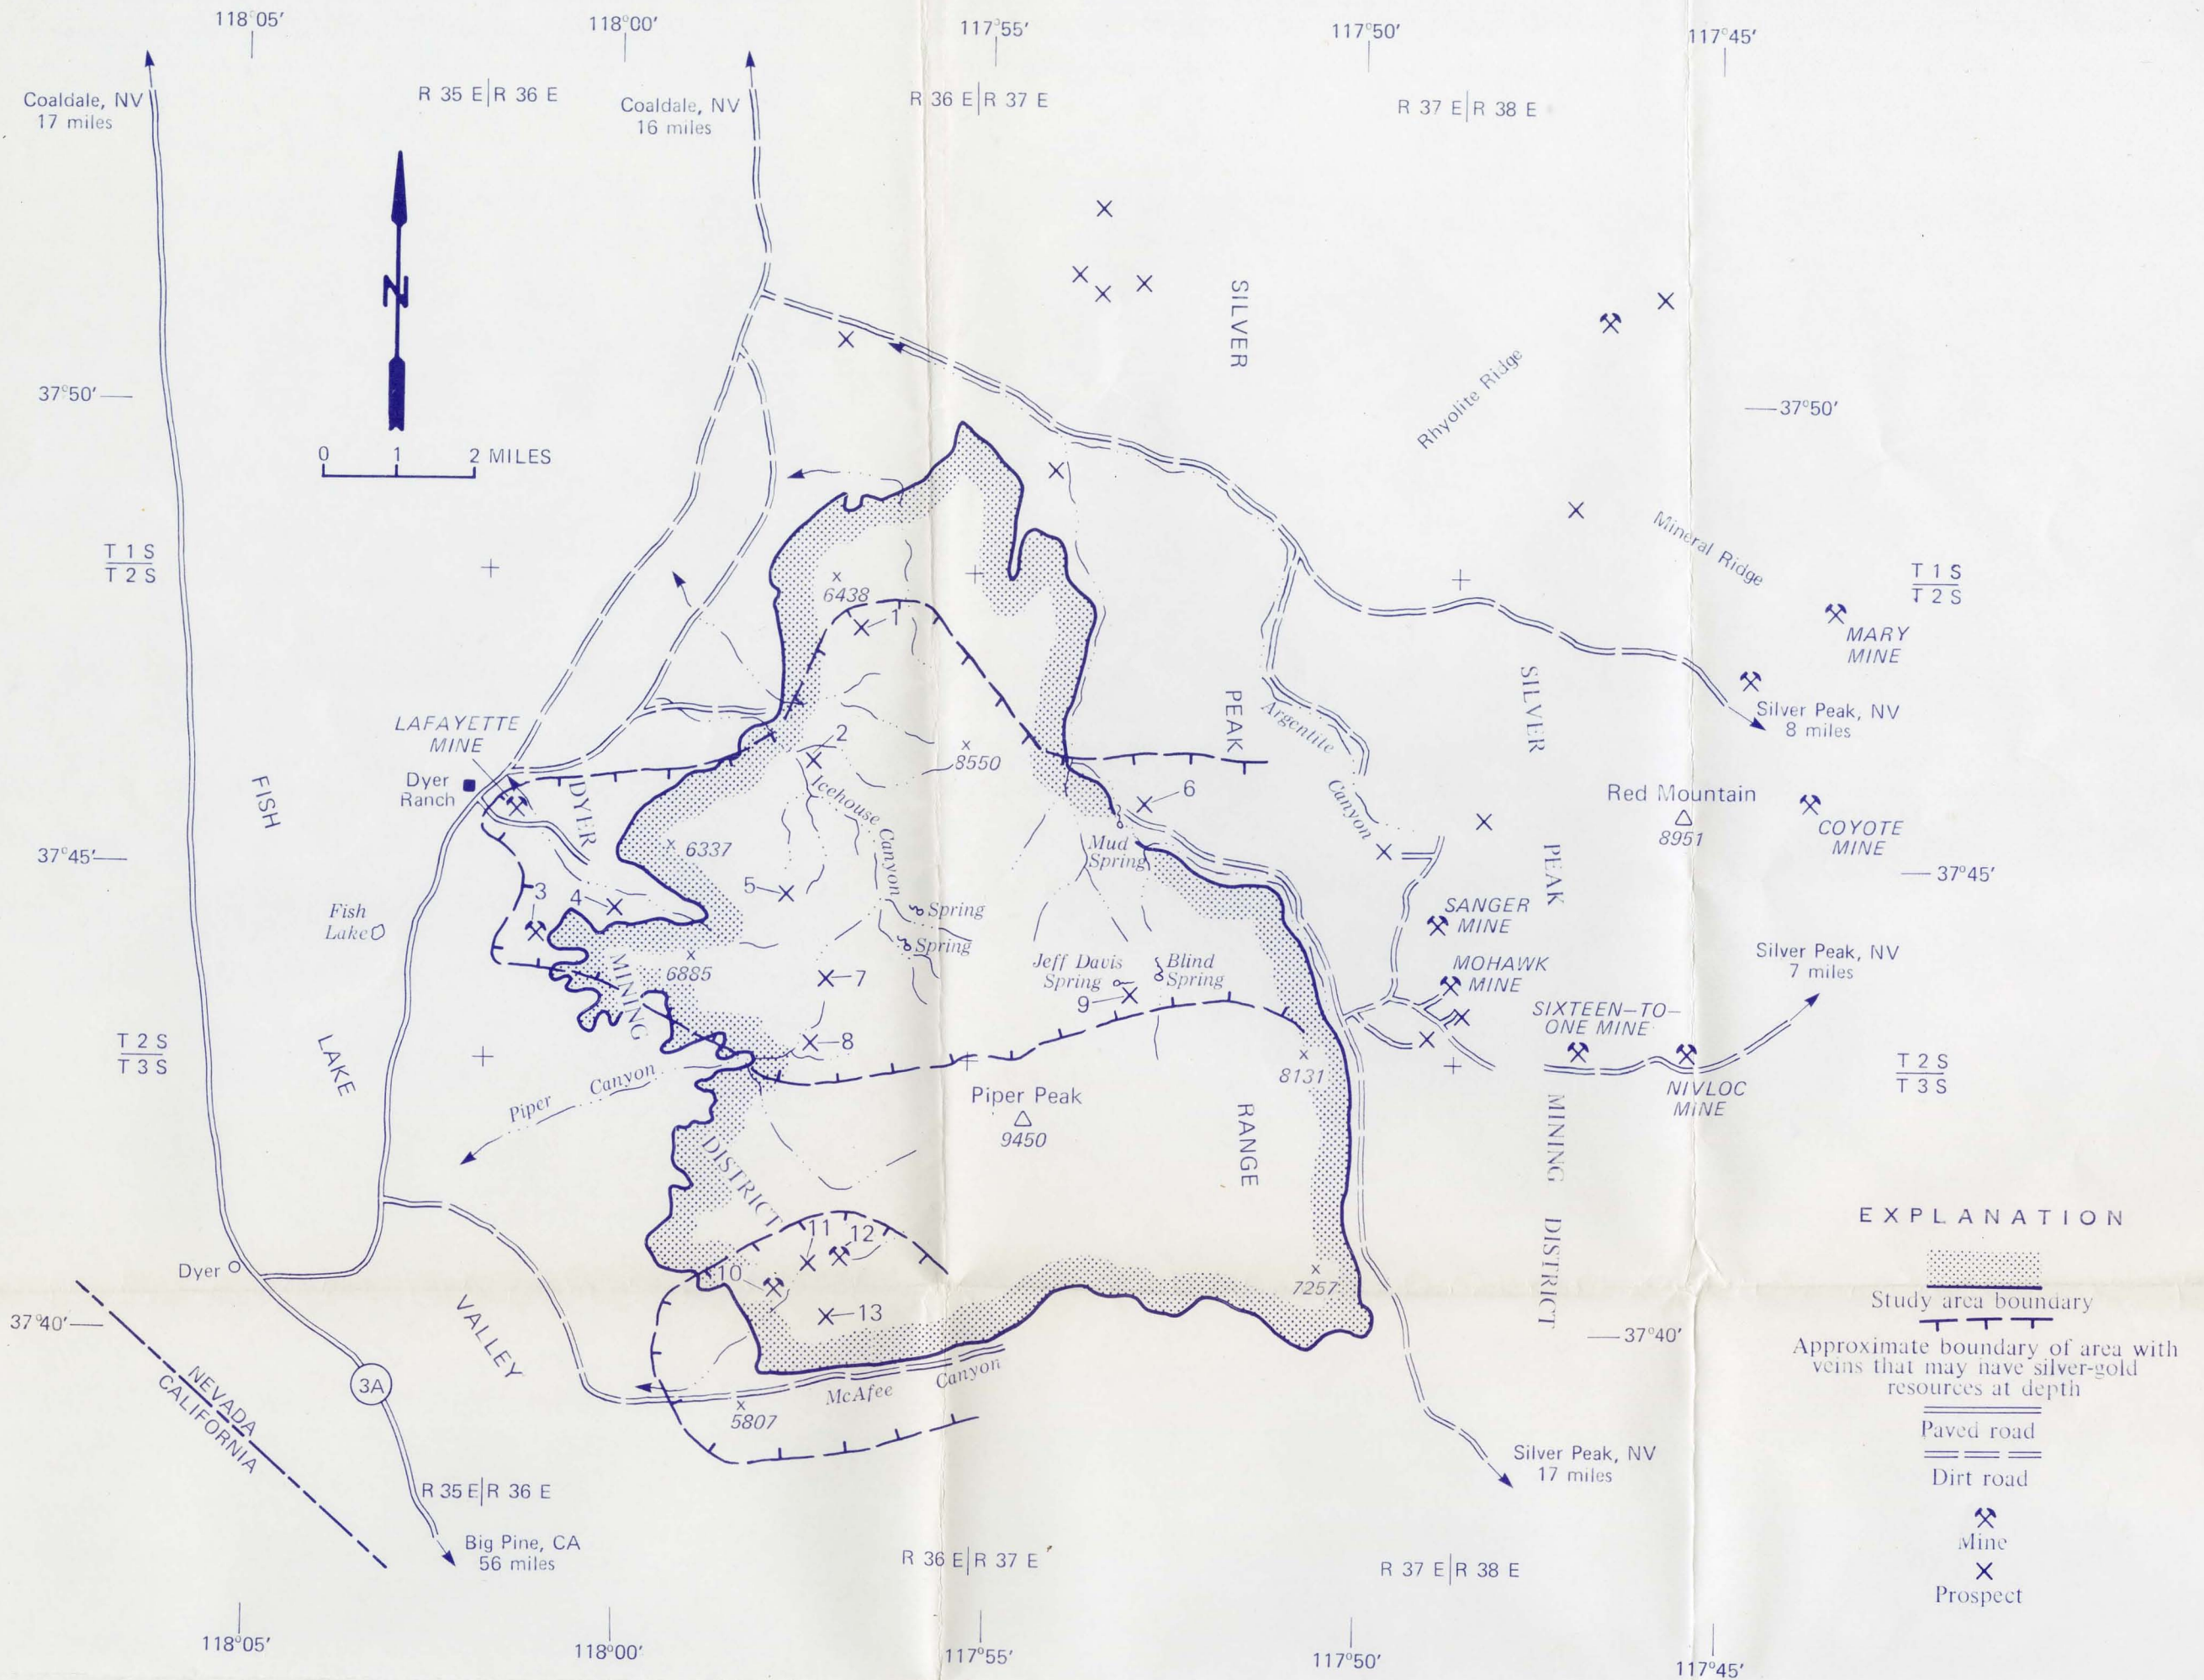 118°05'
118°00'
117°55'
117°50'
117°45'
Coaldale, NV
17 miles
R 35 E|R 36 E
Coaldale, NV
16 miles
R 36 E|R 37 E
R 37 E|R 38 E
N
SILVER
Rhyolite Ridge
37°50'
37°50'
0 1 2 MILES
Mineral Ridge
T 1 S
T 2 S
T 1 S
T 2 S
6438
1
MARY
MINE
SILVER
PEAK
Silver Peak, NV
8 miles
Argentite
Canyon
LAFAYETTE
MINE
2
8550
Dyer
Ranch
DYER
Icehouse Canyon
6
Red Mountain
8951
COYOTE
MINE
FISH
6337
Mud
Spring
PEAK
37°45'
37°45'
3
4
5
Spring
Spring
SANGER
MINE
Fish
Lake
MINING
6885
7
Jeff Davis
Spring
Blind
Spring
9
MOHAWK
MINE
Silver Peak, NV
7 miles
SIXTEEN-TO-
ONE MINE
8
T 2 S
T 3 S
LAKE
Piper Canyon
8131
T 2 S
T 3 S
NIVLOC
MINE
Piper Peak
9450
RANGE
MINING
DISTRICT
DISTRICT
11
12
10
13
7257
Dyer
37°40'
37°40'
VALLEY
McAfee Canyon
5807
NEVADA
CALIFORNIA
3A
Silver Peak, NV
17 miles
R 35 E|R 36 E
Big Pine, CA
56 miles
R 36 E|R 37 E
R 37 E|R 38 E
EXPLANATION
Study area boundary
Approximate boundary of area with
veins that may have silver-gold
resources at depth
Paved road
Dirt road
Mine
Prospect
118°05'
118°00'
117°55'
117°50'
117°45'